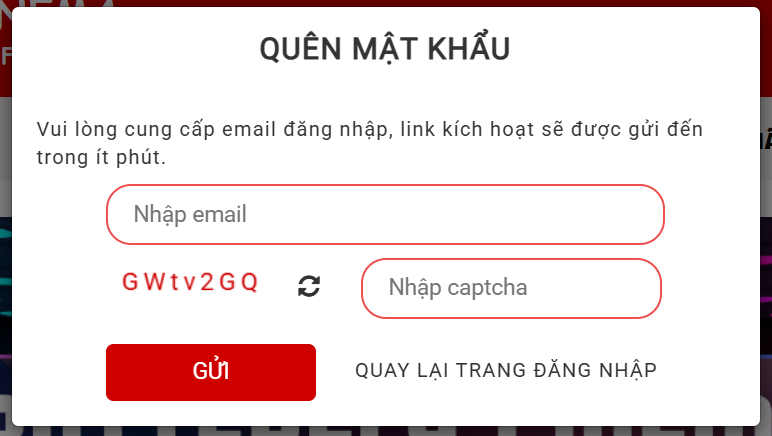 QUÊN MẬT KHẨU
Vui lòng cung cấp email đăng nhập, link kích hoạt sẽ được gửi đến
trong ít phút.
Nhập email
GWtv2GQ
Nhập captcha
GỬI
QUAY LẠI TRANG ĐĂNG NHẬP